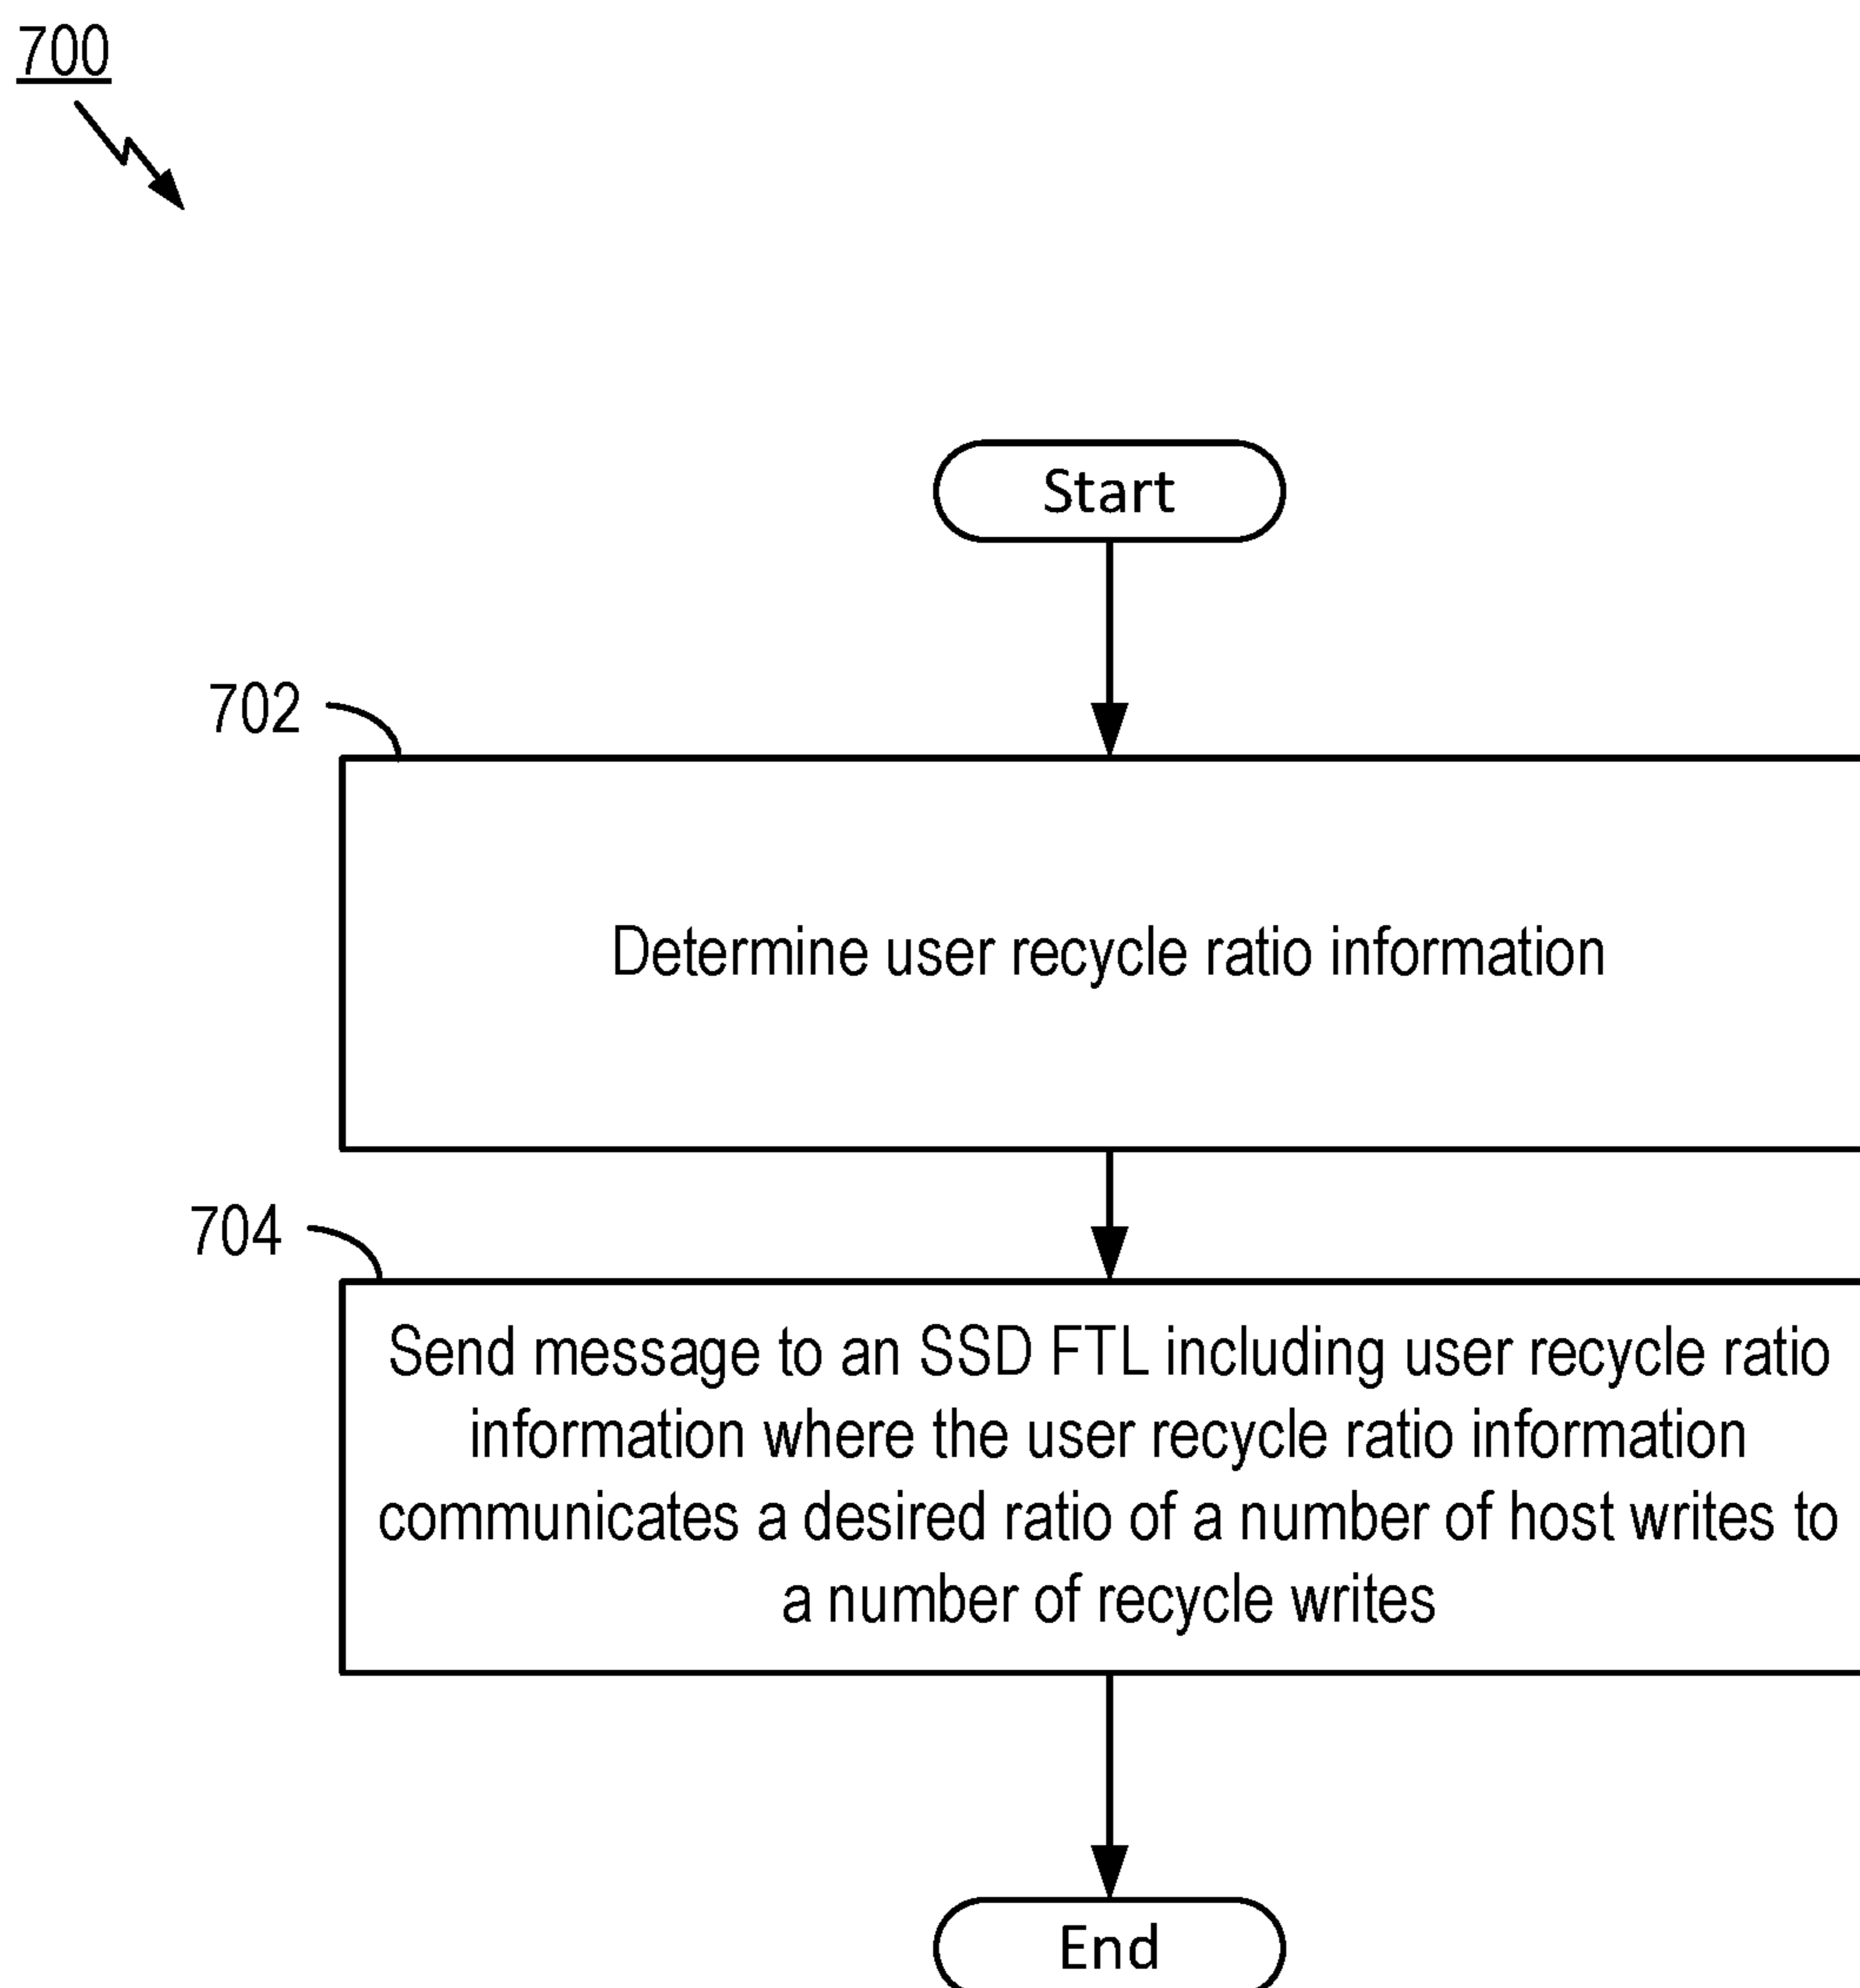 700
Start
702
Determine user recycle ratio information
704
Send message to an SSD FTL including user recycle ratio
information where the user recycle ratio information
communicates a desired ratio of a number of host writes to
a number of recycle writes
End